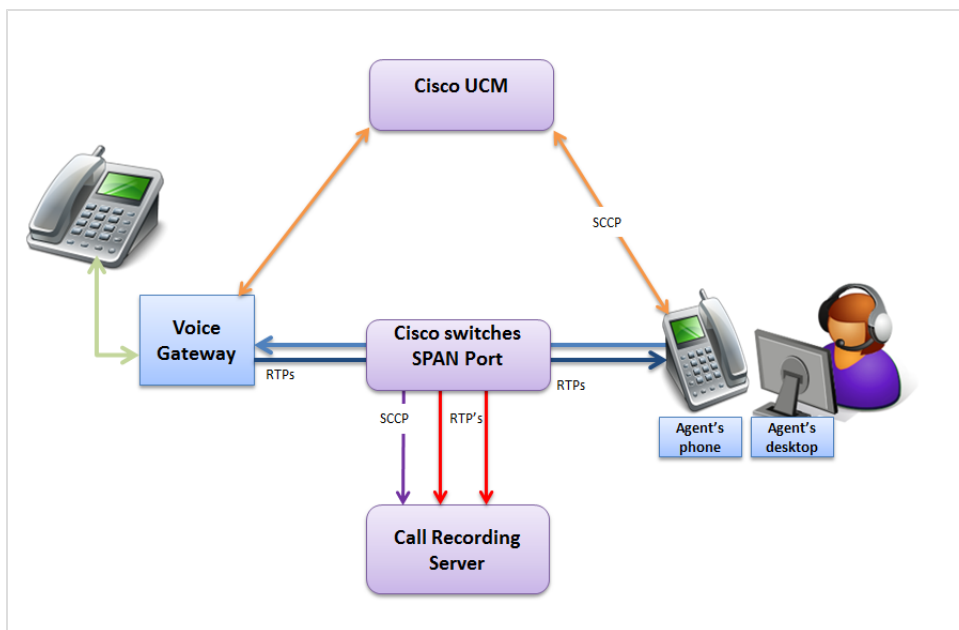 Cisco UCM
SCCP
Voice
Gateway
Cisco switches
SPAN Port
RTPs
RTPs
SCCP
RTP's
Agent's
phone
Agent's
desktop
Call Recording
Server